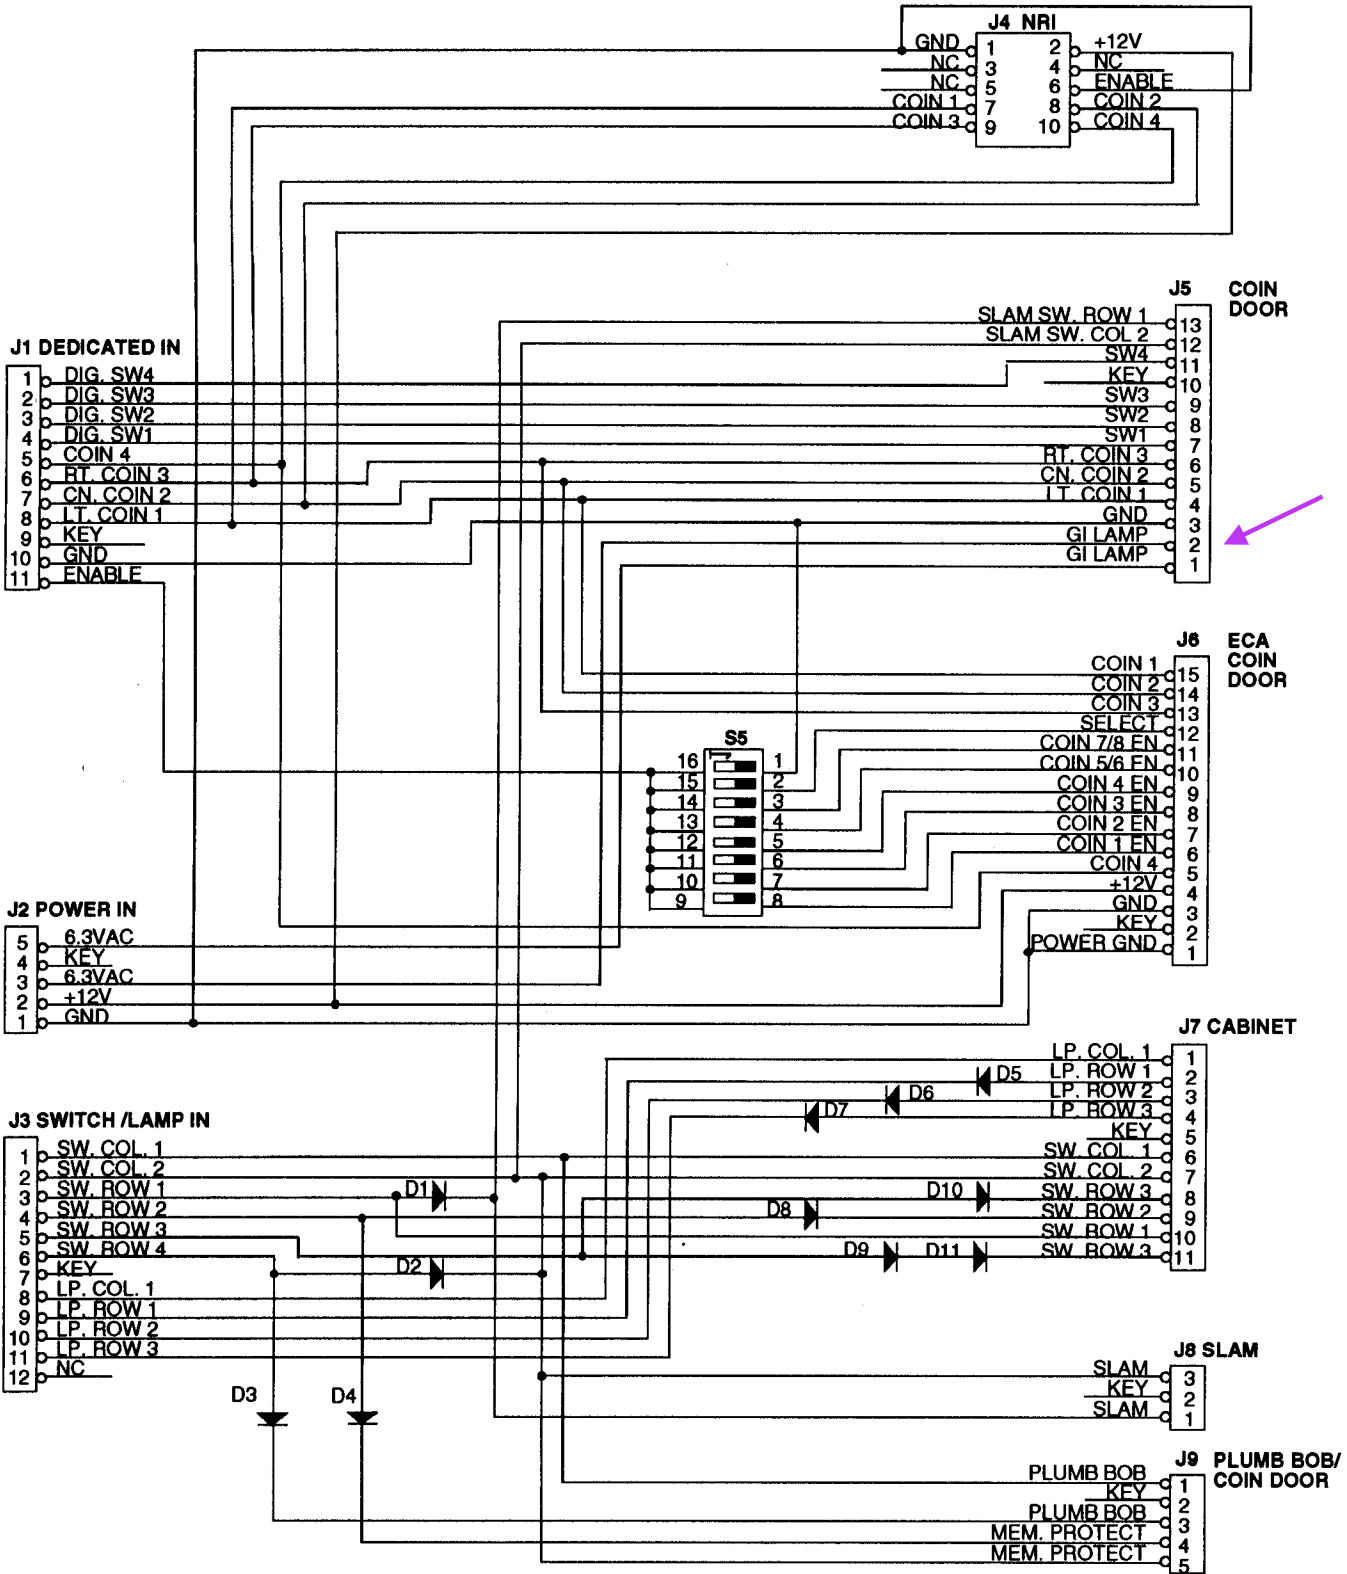 J4 NRI
GND 1 2 +12V
NC 3 4 NC
NC 5 6 ENABLE
COIN 1 7 8 COIN 2
COIN 3 9 10 COIN 4
J5 COIN DOOR
SLAM SW. ROW 1 13
SLAM SW. COL 2 12
SW4 11
KEY 10
SW3 9
SW2 8
SW1 7
RT. COIN 3 6
CN. COIN 2 5
LT. COIN 1 4
GND 3
GI LAMP 2
GI LAMP 1
J1 DEDICATED IN
1 DIG. SW4
2 DIG. SW3
3 DIG. SW2
4 DIG. SW1
5 COIN 4
6 RT. COIN 3
7 CN. COIN 2
8 LT. COIN 1
9 KEY
10 GND
11 ENABLE
J6 ECA COIN DOOR
COIN 1 15
COIN 2 14
COIN 3 13
SELECT 12
COIN 7/8 EN 11
COIN 5/6 EN 10
COIN 4 EN 9
COIN 3 EN 8
COIN 2 EN 7
COIN 1 EN 6
COIN 4 5
+12V 4
GND 3
KEY 2
POWER GND 1
S5
16 1
15 2
14 3
13 4
12 5
11 6
10 7
9 8
J2 POWER IN
5 6.3VAC
4 KEY
3 6.3VAC
2 +12V
1 GND
J7 CABINET
LP. COL. 1 1
D5 LP. ROW 1 2
D6 LP. ROW 2 3
D7 LP. ROW 3 4
KEY 5
SW. COL. 1 6
SW. COL. 2 7
D10 SW. ROW 3 8
D8 SW. ROW 2 9
SW. ROW 1 10
D9 D11 SW. ROW 3 11
J3 SWITCH /LAMP IN
1 SW. COL. 1
2 SW. COL. 2
3 SW. ROW 1 D1
4 SW. ROW 2
5 SW. ROW 3
6 SW. ROW 4
7 KEY D2
8 LP. COL. 1
9 LP. ROW 1
10 LP. ROW 2
11 LP. ROW 3
12 NC
D3 D4
J8 SLAM
SLAM 3
KEY 2
SLAM 1
J9 PLUMB BOB/ COIN DOOR
PLUMB BOB 1
KEY 2
PLUMB BOB 3
MEM. PROTECT 4
MEM. PROTECT 5